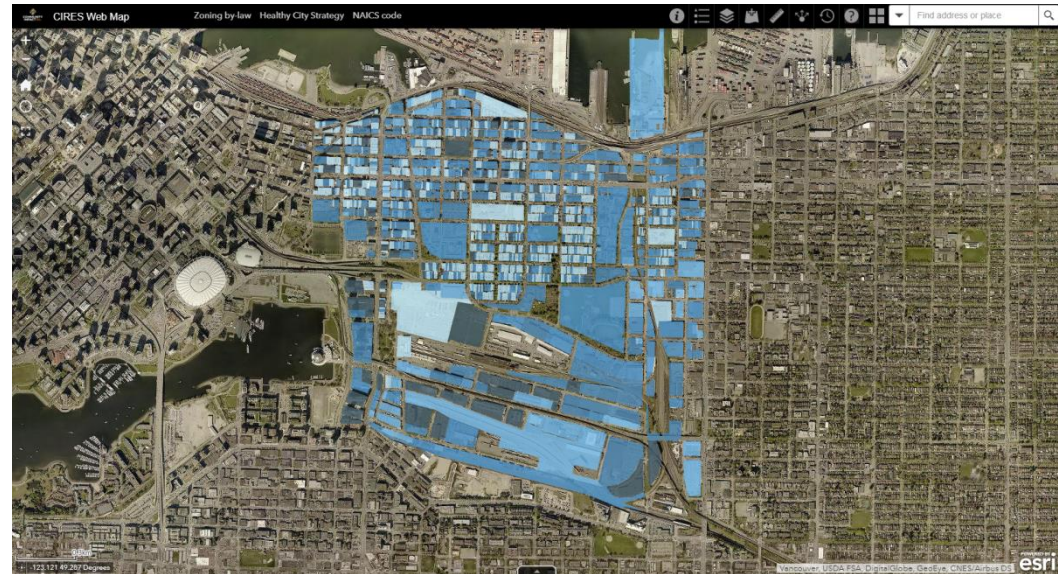 CIRES Web Map
Zoning by-law Healthy City Strategy NAICS code
Find address or place
-123.121 49.267 Degrees
Vancouver, USDA FSA, DigitalGlobe, GeoEye, CNES/Airbus DS
POWERED BY
esri